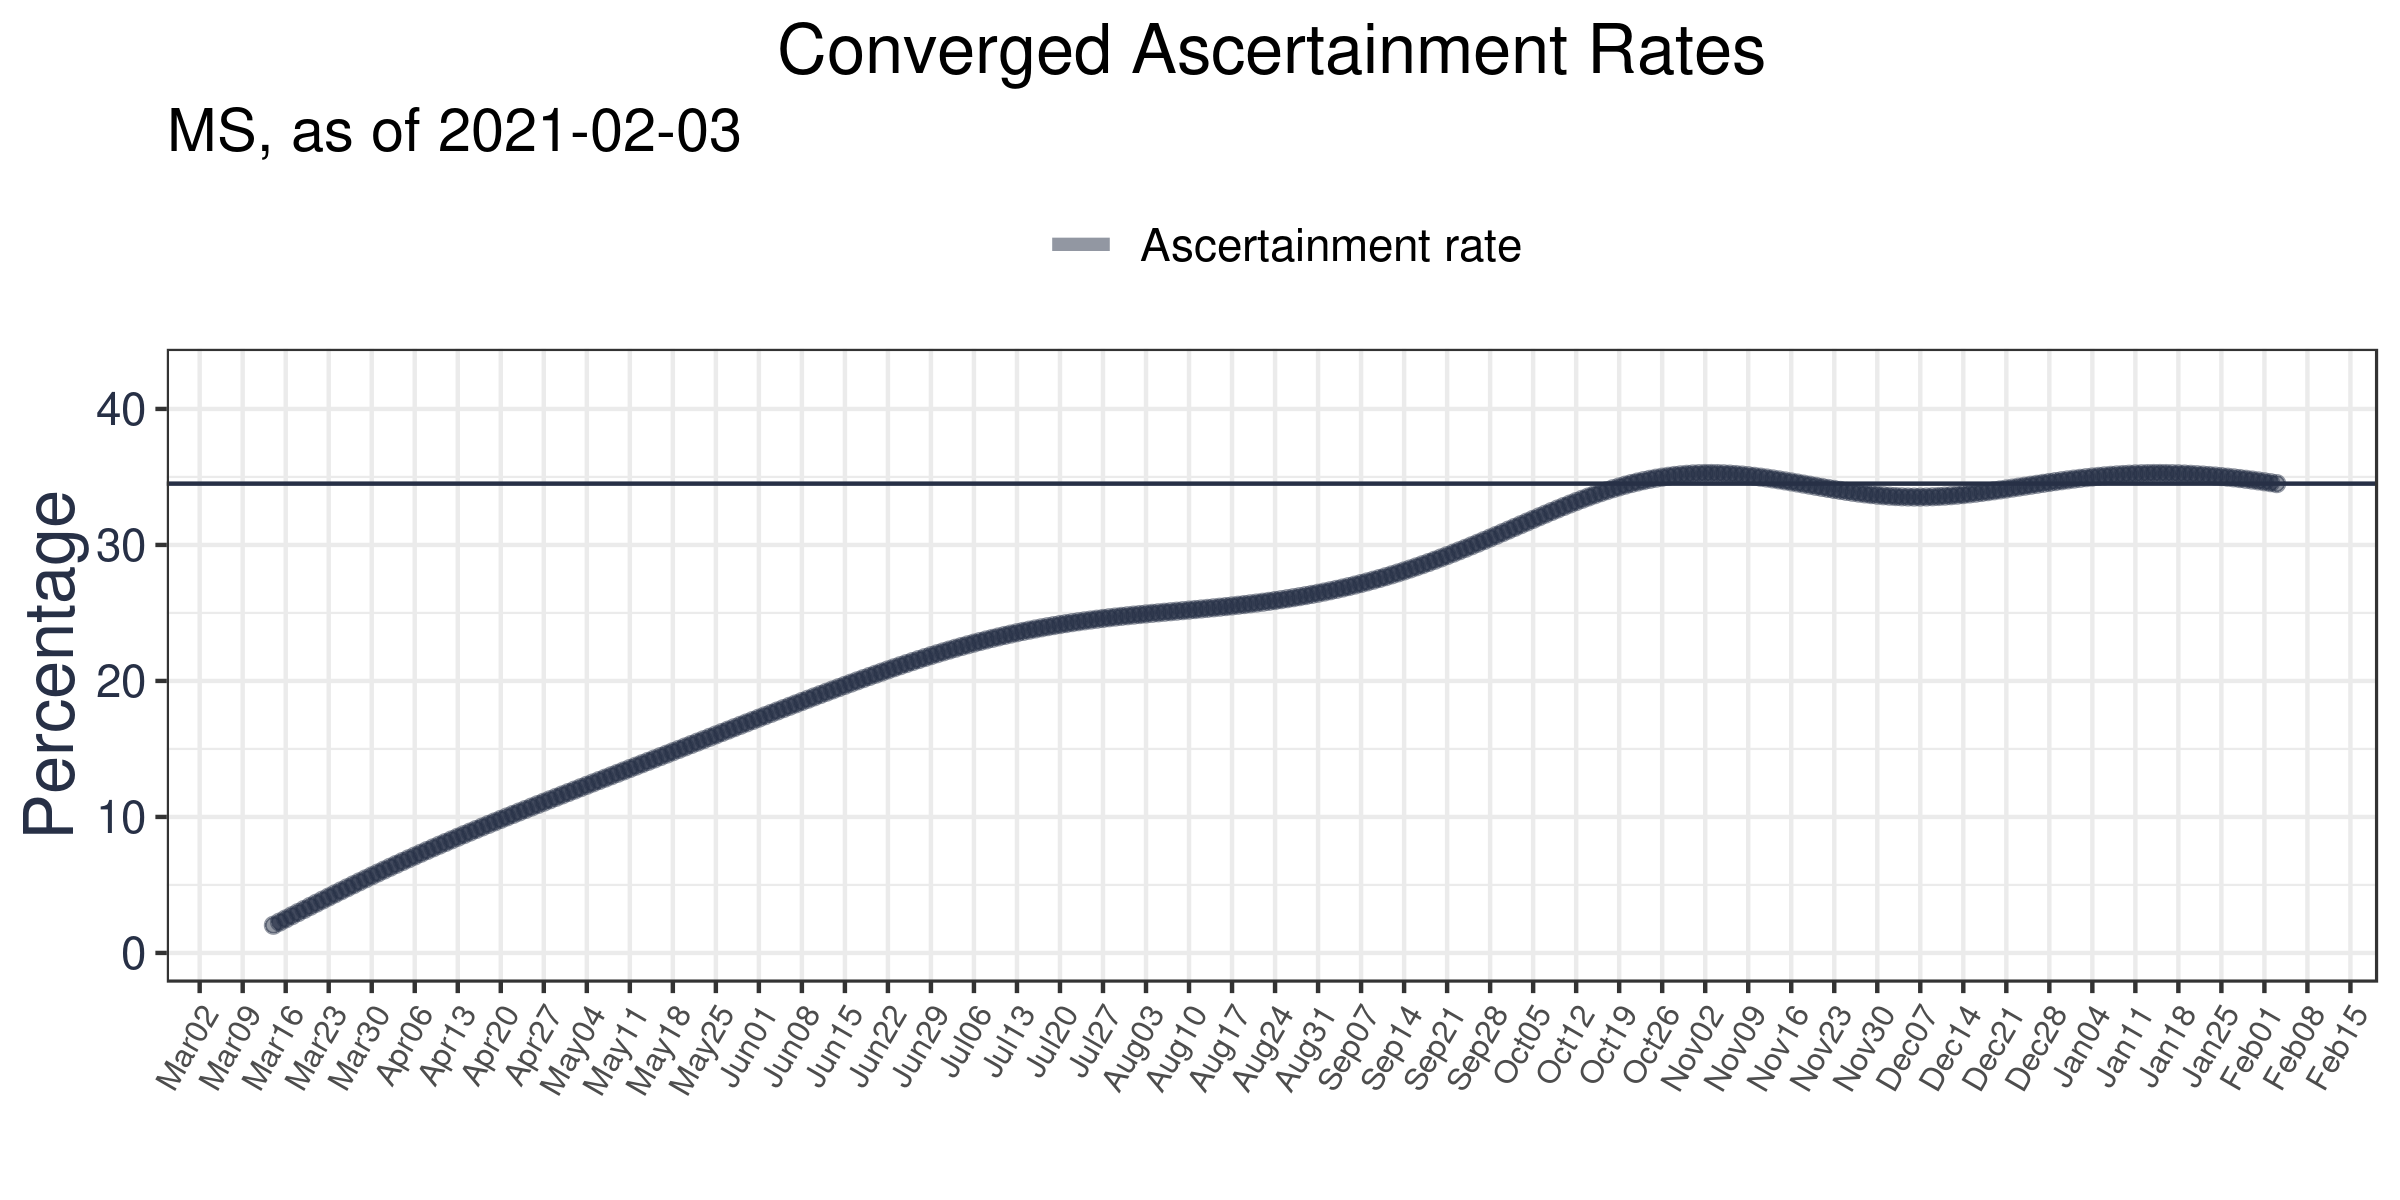 Converged Ascertainment Rates
MS, as of 2021-02-03
Ascertainment rate
Percentage
40
30
20
10
0
Mar02
Mar09
Mar16
Mar23
Mar30
Apr06
Apr13
Apr20
Apr27
May04
May11
May18
May25
Jun01
Jun08
Jun15
Jun22
Jun29
Jul06
Jul13
Jul20
Jul27
Aug03
Aug10
Aug17
Aug24
Aug31
Sep07
Sep14
Sep21
Sep28
Oct05
Oct12
Oct19
Oct26
Nov02
Nov09
Nov16
Nov23
Nov30
Dec07
Dec14
Dec21
Dec28
Jan04
Jan11
Jan18
Jan25
Feb01
Feb08
Feb15